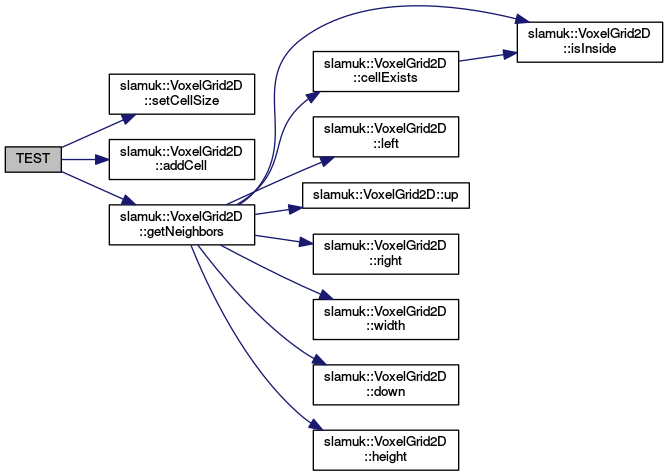 TEST
slamuk::VoxelGrid2D
::setCellSize
slamuk::VoxelGrid2D
::addCell
slamuk::VoxelGrid2D
::getNeighbors
slamuk::VoxelGrid2D
::cellExists
slamuk::VoxelGrid2D
::left
slamuk::VoxelGrid2D::up
slamuk::VoxelGrid2D
::right
slamuk::VoxelGrid2D
::width
slamuk::VoxelGrid2D
::down
slamuk::VoxelGrid2D
::height
slamuk::VoxelGrid2D
::isInside